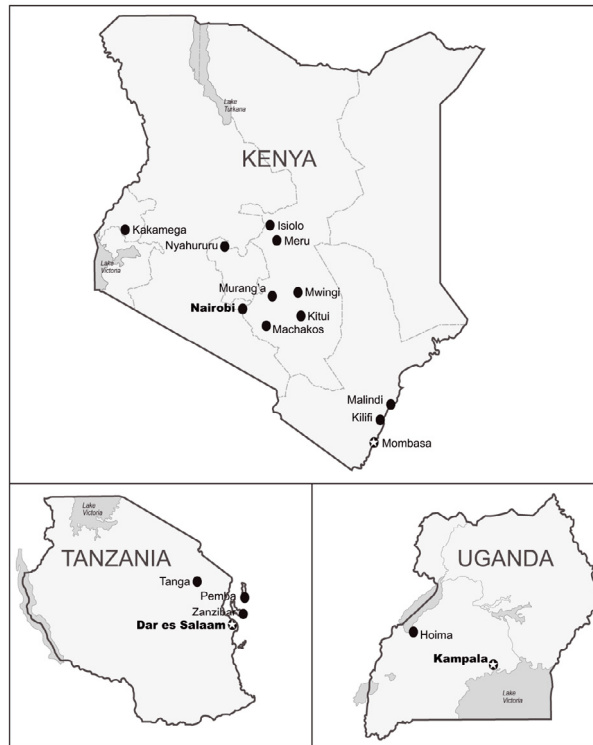 Lake
Turkana
KENYA
Isiolo
Kakamega
Meru
Nyahururu
Lake
Victoria
Murang'a
Mwingi
Nairobi
Kitui
Machakos
Malindi
Kilifi
Mombasa
Lake
Victoria
TANZANIA
Tanga
Pemba
Zanzibar
Dar es Salaam
UGANDA
Hoima
Kampala
Lake
Victoria